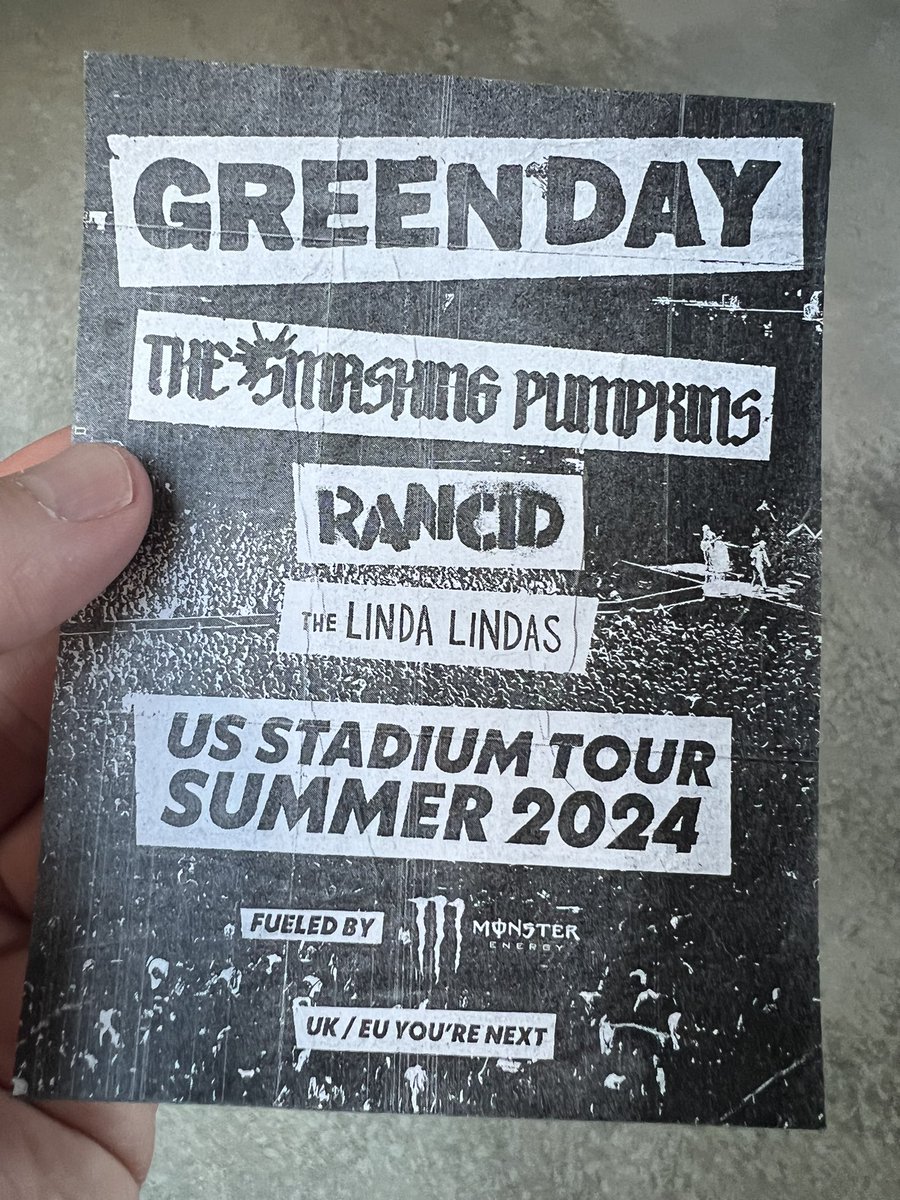 GREEN DAY
THE SMASHING PUMPKINS
RANCID
THE LINDA LINDAS
US STADIUM TOUR
SUMMER 2024
FUELED BY MONSTER
ENERGY
UK / EU YOU'RE NEXT